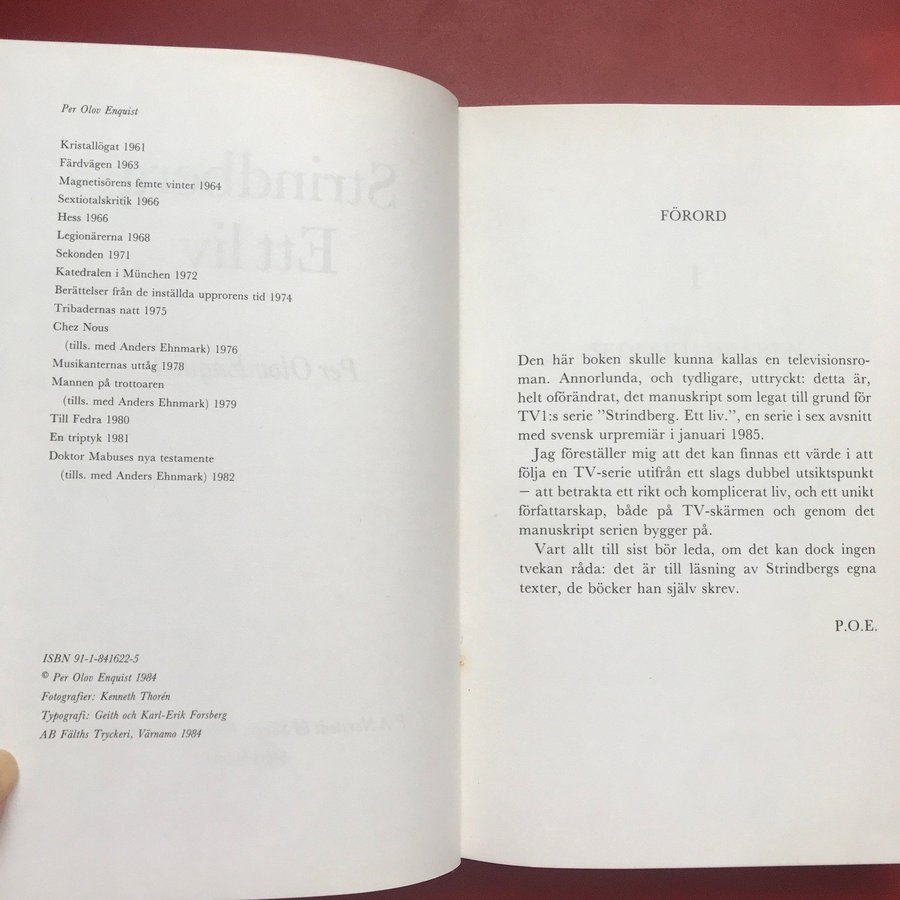 Per Olov Enquist
Kristallögat 1961
Färdvägen 1963
Magnetisörens femte vinter 1964
Sextiotalskritik 1966
Hess 1966
Legionärerna 1968
Sekonden 1971
Katedralen i München 1972
Berättelser från de inställda upprorens tid 1974
Tribadernas natt 1975
Chez Nous
(tills. med Anders Ehnmark) 1976
Musikanternas uttåg 1978
Mannen på trottoaren
(tills. med Anders Ehnmark) 1979
Till Fedra 1980
En triptyk 1981
Doktor Mabuses nya testamente
(tills. med Anders Ehnmark) 1982
ISBN 91-1-841622-5
© Per Olov Enquist 1984
Fotografier: Kenneth Thorén
Typografi: Geith och Karl-Erik Forsberg
AB Fälths Tryckeri, Värnamo 1984
FÖRORD
Den här boken skulle kunna kallas en televisionsro-
man. Annorlunda, och tydligare, uttryckt: detta är,
helt oförändrat, det manuskript som legat till grund för
TV1:s serie ”Strindberg. Ett liv.”, en serie i sex avsnitt
med svensk urpremiär i januari 1985.
Jag föreställer mig att det kan finnas ett värde i att
följa en TV-serie utifrån ett slags dubbel utsiktspunkt
– att betrakta ett rikt och komplicerat liv, och ett unikt
författarskap, både på TV-skärmen och genom det
manuskript serien bygger på.
Vart allt till sist bör leda, om det kan dock ingen
tvekan råda: det är till läsning av Strindbergs egna
texter, de böcker han själv skrev.
P.O.E.